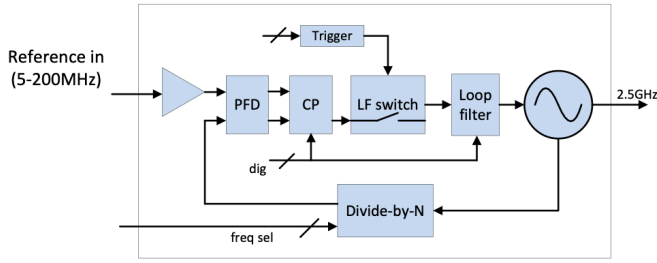 Trigger
Reference in
(5-200MHz)
PFD
CP
LF switch
Loop
filter
2.5GHz
dig
Divide-by-N
freq sel